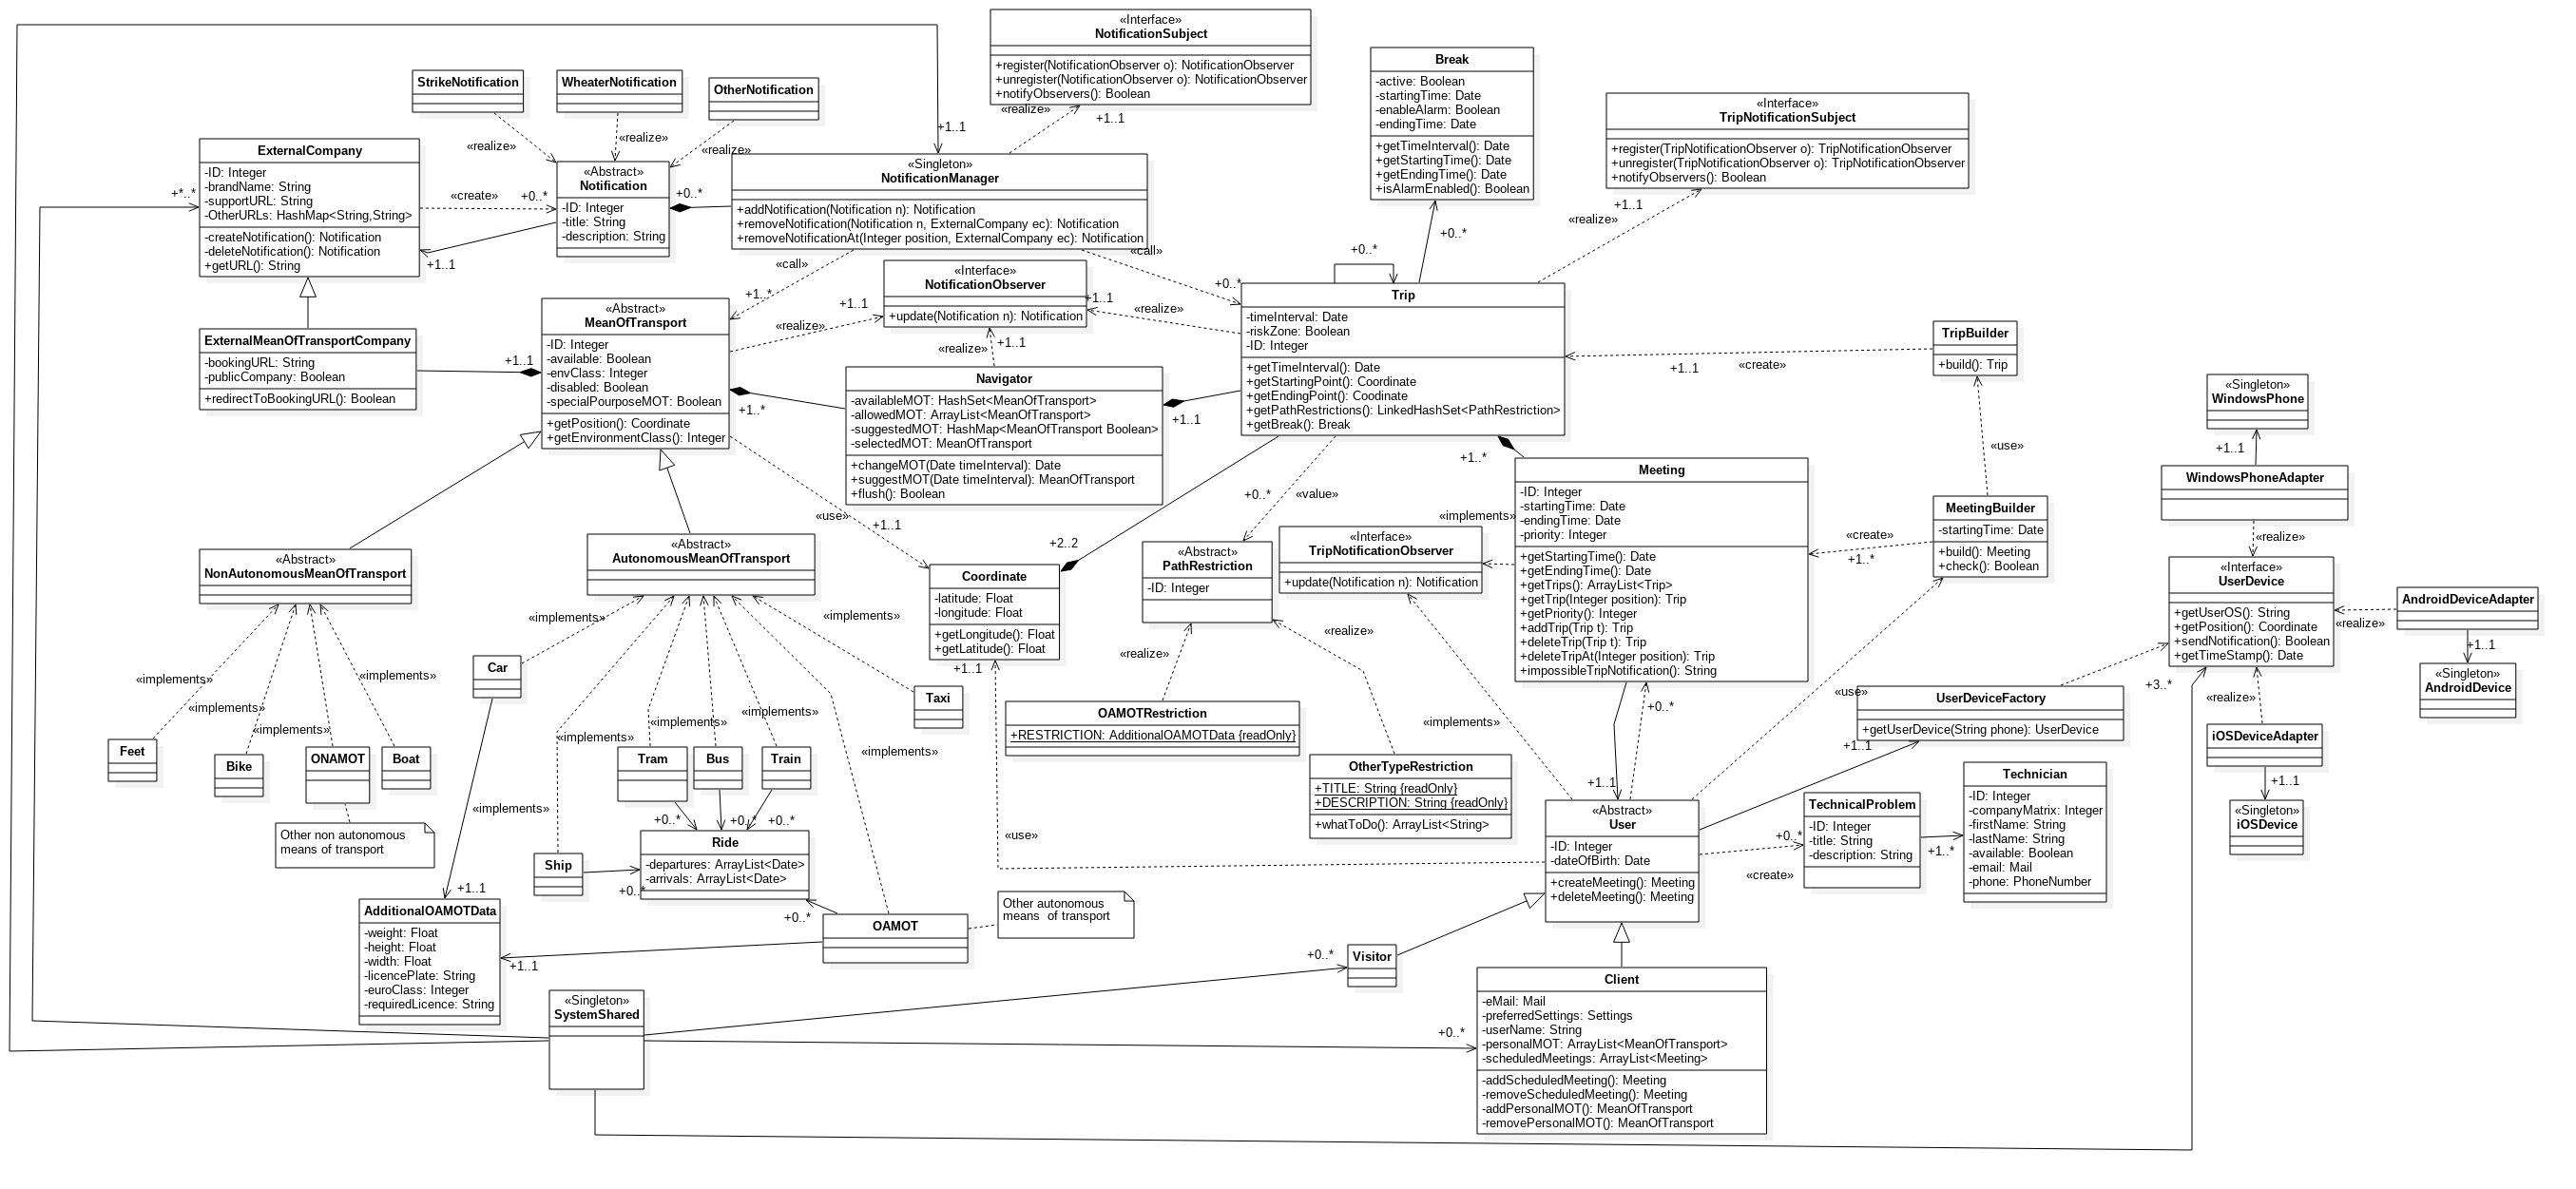 «Interface»
NotificationSubject
+register(NotificationObserver o): NotificationObserver
+unregister(NotificationObserver o): NotificationObserver
+notifyObservers(): Boolean
«realize»
+1..1
Break
-active: Boolean
-startingTime: Date
-enableAlarm: Boolean
-endingTime: Date
+getTimeInterval(): Date
+getStartingTime(): Date
+getEndingTime(): Date
+isAlarmEnabled(): Boolean
+0..*
+0..*
«Interface»
TripNotificationSubject
+register(TripNotificationObserver o): TripNotificationObserver
+unregister(TripNotificationObserver o): TripNotificationObserver
+notifyObservers(): Boolean
+1..1
«realize»
StrikeNotification
WheaterNotification
OtherNotification
«realize»
«realize»
«realize»
+1..1
ExternalCompany
-ID: Integer
-brandName: String
-supportURL: String
-OtherURLs: HashMap<String,String>
-createNotification(): Notification
-deleteNotification(): Notification
+getURL(): String
+*..*
«create»
+0..*
+1..1
«Abstract»
Notification
-ID: Integer
-title: String
-description: String
+0..*
«Singleton»
NotificationManager
+addNotification(Notification n): Notification
+removeNotification(Notification n, ExternalCompany ec): Notification
+removeNotificationAt(Integer position, ExternalCompany ec): Notification
«call»
«call»
+1..*
+0..*
«Interface»
NotificationObserver
+update(Notification n): Notification
+1..1
«realize»
+1..1
«realize»
«realize»
+1..1
ExternalMeanOfTransportCompany
-bookingURL: String
-publicCompany: Boolean
+redirectToBookingURL(): Boolean
+1..1
«Abstract»
MeanOfTransport
-ID: Integer
-available: Boolean
-envClass: Integer
-disabled: Boolean
-specialPourposeMOT: Boolean
+getPosition(): Coordinate
+getEnvironmentClass(): Integer
+1..*
Navigator
-availableMOT: HashSet<MeanOfTransport>
-allowedMOT: ArrayList<MeanOfTransport>
-suggestedMOT: HashMap<MeanOfTransport Boolean>
-selectedMOT: MeanOfTransport
+changeMOT(Date timeInterval): Date
+suggestMOT(Date timeInterval): MeanOfTransport
+flush(): Boolean
+1..1
Trip
-timeInterval: Date
-riskZone: Boolean
-ID: Integer
+getTimeInterval(): Date
+getStartingPoint(): Coordinate
+getEndingPoint(): Coodinate
+getPathRestrictions(): LinkedHashSet<PathRestriction>
+getBreak(): Break
TripBuilder
+build(): Trip
+1..1
«create»
«use»
«Singleton»
WindowsPhone
+1..1
WindowsPhoneAdapter
«realize»
+1..*
Meeting
-ID: Integer
-startingTime: Date
-endingTime: Date
-priority: Integer
+getStartingTime(): Date
+getEndingTime(): Date
+getTrips(): ArrayList<Trip>
+getTrip(Integer position): Trip
+getPriority(): Integer
+addTrip(Trip t): Trip
+deleteTrip(Trip t): Trip
+deleteTripAt(Integer position): Trip
+impossibleTripNotification(): String
MeetingBuilder
-startingTime: Date
+build(): Meeting
+check(): Boolean
«create»
+1..*
«Interface»
UserDevice
+getUserOS(): String
+getPosition(): Coordinate
+sendNotification(): Boolean
+getTimeStamp(): Date
AndroidDeviceAdapter
«realize»
+1..1
«Singleton»
AndroidDevice
+0..*
«value»
«implements»
«use»
+1..1
+2..2
«Interface»
TripNotificationObserver
+update(Notification n): Notification
«Abstract»
PathRestriction
-ID: Integer
Coordinate
-latitude: Float
-longitude: Float
+getLongitude(): Float
+getLatitude(): Float
+1..1
«Abstract»
NonAutonomousMeanOfTransport
«Abstract»
AutonomousMeanOfTransport
«implements»
«implements»
«realize»
«realize»
Car
Taxi
«implements»
«implements»
«implements»
«implements»
Feet
Bike
ONAMOT
Boat
Other non autonomous
means of transport
«implements»
«implements»
«implements»
«implements»
«implements»
Tram
Bus
Train
+0..*
+0..*
+0..*
OAMOTRestriction
+RESTRICTION: AdditionalOAMOTData {readOnly}
OtherTypeRestriction
+TITLE: String {readOnly}
+DESCRIPTION: String {readOnly}
+whatToDo(): ArrayList<String>
«implements»
+0..*
+1..1
«use»
+3..*
UserDeviceFactory
+getUserDevice(String phone): UserDevice
+1..1
«realize»
iOSDeviceAdapter
+1..1
«Singleton»
iOSDevice
Ship
Ride
-departures: ArrayList<Date>
-arrivals: ArrayList<Date>
+0..*
+0..*
«use»
«Abstract»
User
-ID: Integer
-dateOfBirth: Date
+createMeeting(): Meeting
+deleteMeeting(): Meeting
+0..*
«create»
TechnicalProblem
-ID: Integer
-title: String
-description: String
+1..*
Technician
-ID: Integer
-companyMatrix: Integer
-firstName: String
-lastName: String
-available: Boolean
-email: Mail
-phone: PhoneNumber
+1..1
AdditionalOAMOTData
-weight: Float
-height: Float
-width: Float
-licencePlate: String
-euroClass: Integer
-requiredLicence: String
+1..1
OAMOT
Other autonomous
means  of transport
+0..*
Visitor
«Singleton»
SystemShared
+0..*
Client
-eMail: Mail
-preferredSettings: Settings
-userName: String
-personalMOT: ArrayList<MeanOfTransport>
-scheduledMeetings: ArrayList<Meeting>
-addScheduledMeeting(): Meeting
-removeScheduledMeeting(): Meeting
-addPersonalMOT(): MeanOfTransport
-removePersonalMOT(): MeanOfTransport